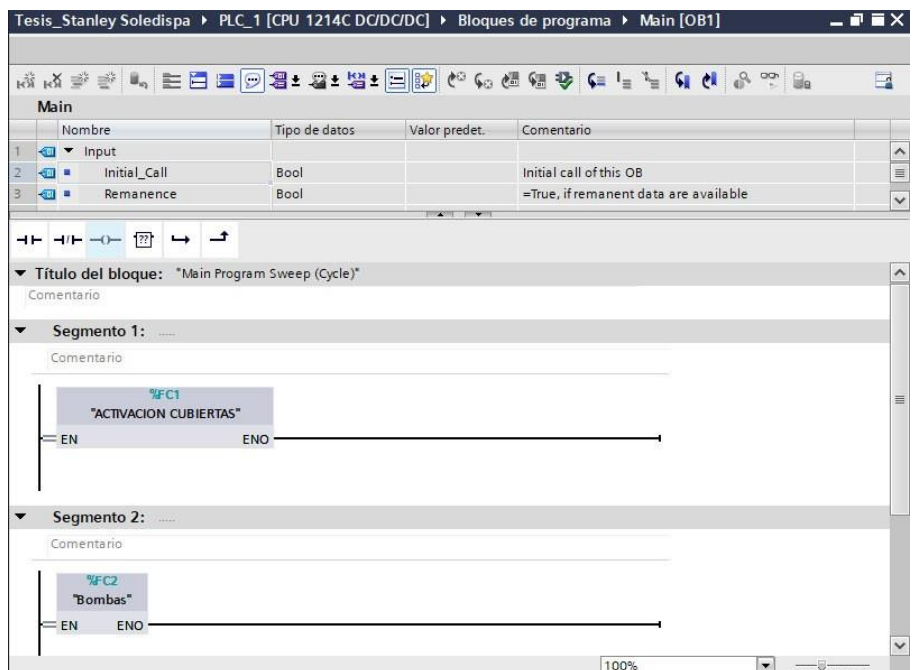 Tesis_Stanley Soledispa ▸ PLC_1 [CPU 1214C DC/DC/DC] ▸ Bloques de programa ▸ Main [OB1]
Main
Nombre Tipo de datos Valor predet. Comentario
1 Input
2 Initial_Call Bool Initial call of this OB
3 Remanence Bool =True, if remanent data are available
??
Título del bloque: "Main Program Sweep (Cycle)"
Comentario
Segmento 1: .....
Comentario
%FC1
"ACTIVACION CUBIERTAS"
EN ENO
Segmento 2: .....
Comentario
%FC2
"Bombas"
EN ENO
100%